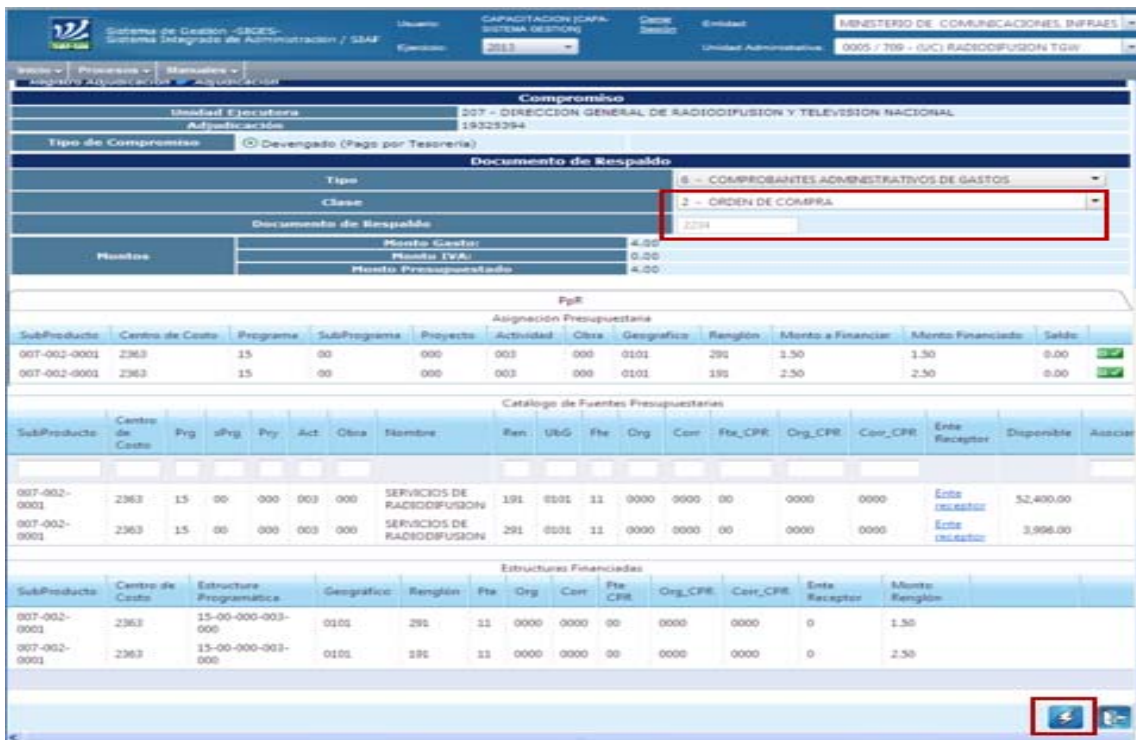 Sistema de Gestión -SIGES-
Sistema Integrado de Administración / SIAF
Usuario: CAPACITACION [CAPA-SISTEMA GESTION]
Cerrar Sesión
Entidad: MINISTERIO DE COMUNICACIONES, INFRAES
Ejercicio: 2013
Unidad Administrativa: 0005 / 709 - (UC) RADIODIFUSION TGW
Inicio Procesos Manuales
Registro Adjudicación Adjudicación
Compromiso
Unidad Ejecutora 207 - DIRECCION GENERAL DE RADIODIFUSION Y TELEVISION NACIONAL
Adjudicación 19325394
Tipo de Compromiso Devengado (Pago por Tesorería)
Documento de Respaldo
Tipo 6 - COMPROBANTES ADMINISTRATIVOS DE GASTOS
Clase 2 - ORDEN DE COMPRA
Documento de Respaldo 2234
Montos
Monto Gasto: 4.00
Monto IVA: 0.00
Monto Presupuestado 4.00
PpR
Asignación Presupuestaria
SubProducto Centro de Costo Programa SubPrograma Proyecto Actividad Obra Geografico Renglón Monto a Financiar Monto Financiado Saldo
007-002-0001 2363 15 00 000 003 000 0101 291 1.50 1.50 0.00
007-002-0001 2363 15 00 000 003 000 0101 191 2.50 2.50 0.00
Catálogo de Fuentes Presupuestarias
SubProducto Centro de Costo Prg sPrg Pry Act Obra Nombre Ren UbG Fte Org Corr Fte_CPR Org_CPR Corr_CPR Ente Receptor Disponible Asociar
007-002-0001 2363 15 00 000 003 000 SERVICIOS DE RADIODIFUSION 191 0101 11 0000 0000 00 0000 0000 Ente receptor 52,400.00
007-002-0001 2363 15 00 000 003 000 SERVICIOS DE RADIODIFUSION 291 0101 11 0000 0000 00 0000 0000 Ente receptor 3,998.00
Estructuras Financiadas
SubProducto Centro de Costo Estructura Programática Geográfico Renglón Fte Org Corr Fte CPR Org_CPR Corr_CPR Ente Receptor Monto Renglón
007-002-0001 2363 15-00-000-003-000 0101 291 11 0000 0000 00 0000 0000 0 1.50
007-002-0001 2363 15-00-000-003-000 0101 191 11 0000 0000 00 0000 0000 0 2.50